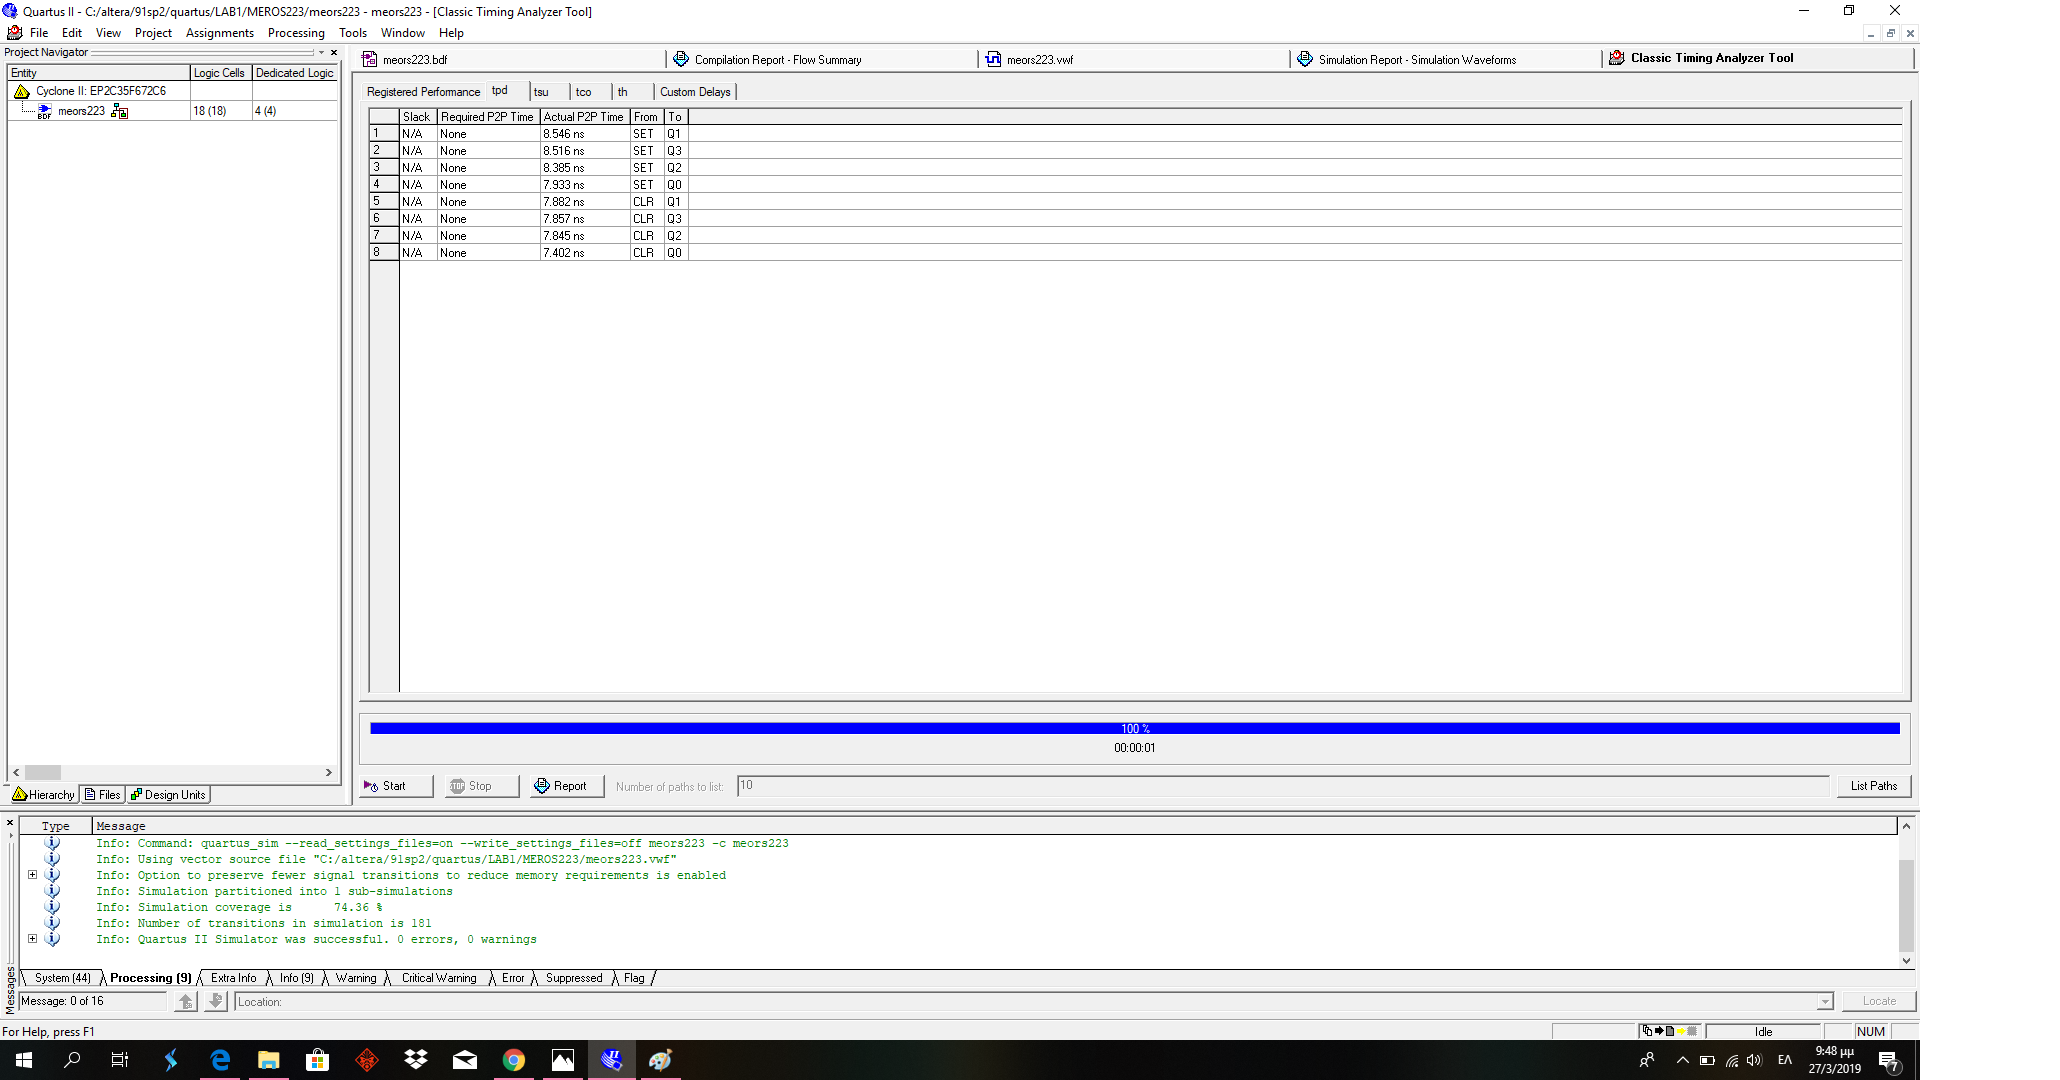 Quartus II - C:/altera/91sp2/quartus/LAB1/MEROS223/meors223 - meors223 - [Classic Timing Analyzer Tool]
File Edit View Project Assignments Processing Tools Window Help
Project Navigator
Entity Logic Cells Dedicated Logic
Cyclone II: EP2C35F672C6
BDF meors223 18 (18) 4 (4)
meors223.bdf Compilation Report - Flow Summary meors223.vwf Simulation Report - Simulation Waveforms Classic Timing Analyzer Tool
Registered Performance tpd tsu tco th Custom Delays
Slack Required P2P Time Actual P2P Time From To
1 N/A None 8.546 ns SET Q1
2 N/A None 8.516 ns SET Q3
3 N/A None 8.385 ns SET Q2
4 N/A None 7.933 ns SET Q0
5 N/A None 7.882 ns CLR Q1
6 N/A None 7.857 ns CLR Q3
7 N/A None 7.845 ns CLR Q2
8 N/A None 7.402 ns CLR Q0
100 %
00:00:01
Start Stop Report Number of paths to list: 10 List Paths
Hierarchy Files Design Units
Type Message
Info: Command: quartus_sim --read_settings_files=on --write_settings_files=off meors223 -c meors223
Info: Using vector source file "C:/altera/91sp2/quartus/LAB1/MEROS223/meors223.vwf"
Info: Option to preserve fewer signal transitions to reduce memory requirements is enabled
Info: Simulation partitioned into 1 sub-simulations
Info: Simulation coverage is 74.36 %
Info: Number of transitions in simulation is 181
Info: Quartus II Simulator was successful. 0 errors, 0 warnings
System (44) Processing (9) Extra Info Info (9) Warning Critical Warning Error Suppressed Flag
Messages
Message: 0 of 16 Location: Locate
For Help, press F1 Idle NUM
ΕΛ 9:48 μμ
27/3/2019
7